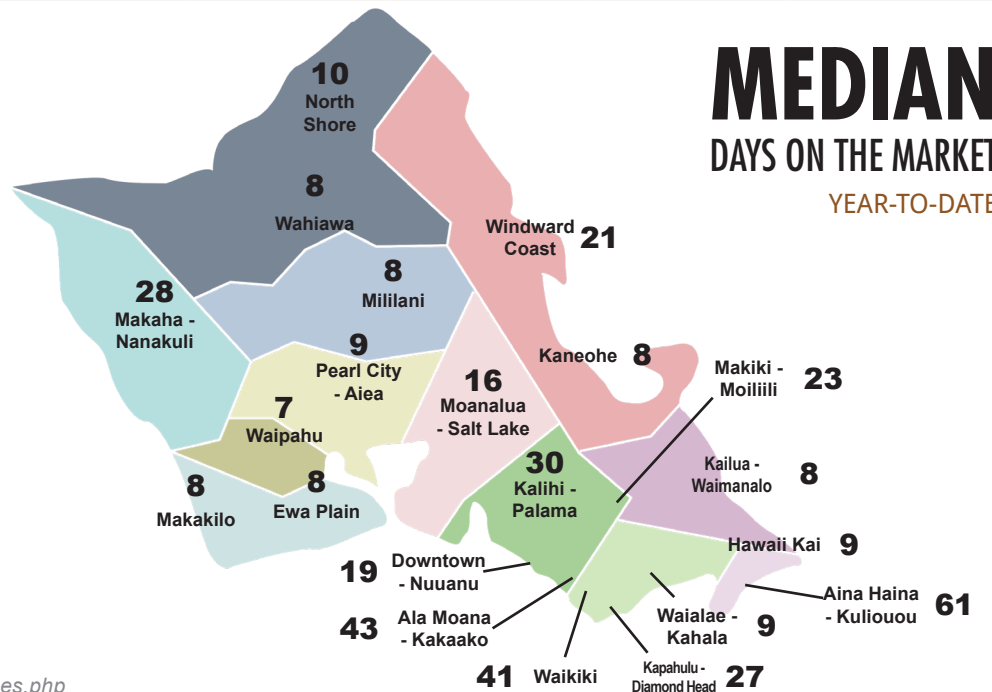 MEDIAN
DAYS ON THE MARKET
YEAR-TO-DATE
10
North
Shore
8
Wahiawa
Windward
Coast
21
8
Mililani
28
Makaha -
Nanakuli
9
Pearl City
- Aiea
Kaneohe 8
Makiki -
Moiliili
23
16
Moanalua
- Salt Lake
7
Waipahu
30
Kalihi -
Palama
Kailua -
Waimanalo
8
8
Makakilo
8
Ewa Plain
Hawaii Kai 9
19
Downtown
- Nuuanu
Aina Haina
- Kuliouou
61
43
Ala Moana
- Kakaako
Waialae -
Kahala
9
41 Waikiki
Kapahulu -
Diamond Head
27
es.php